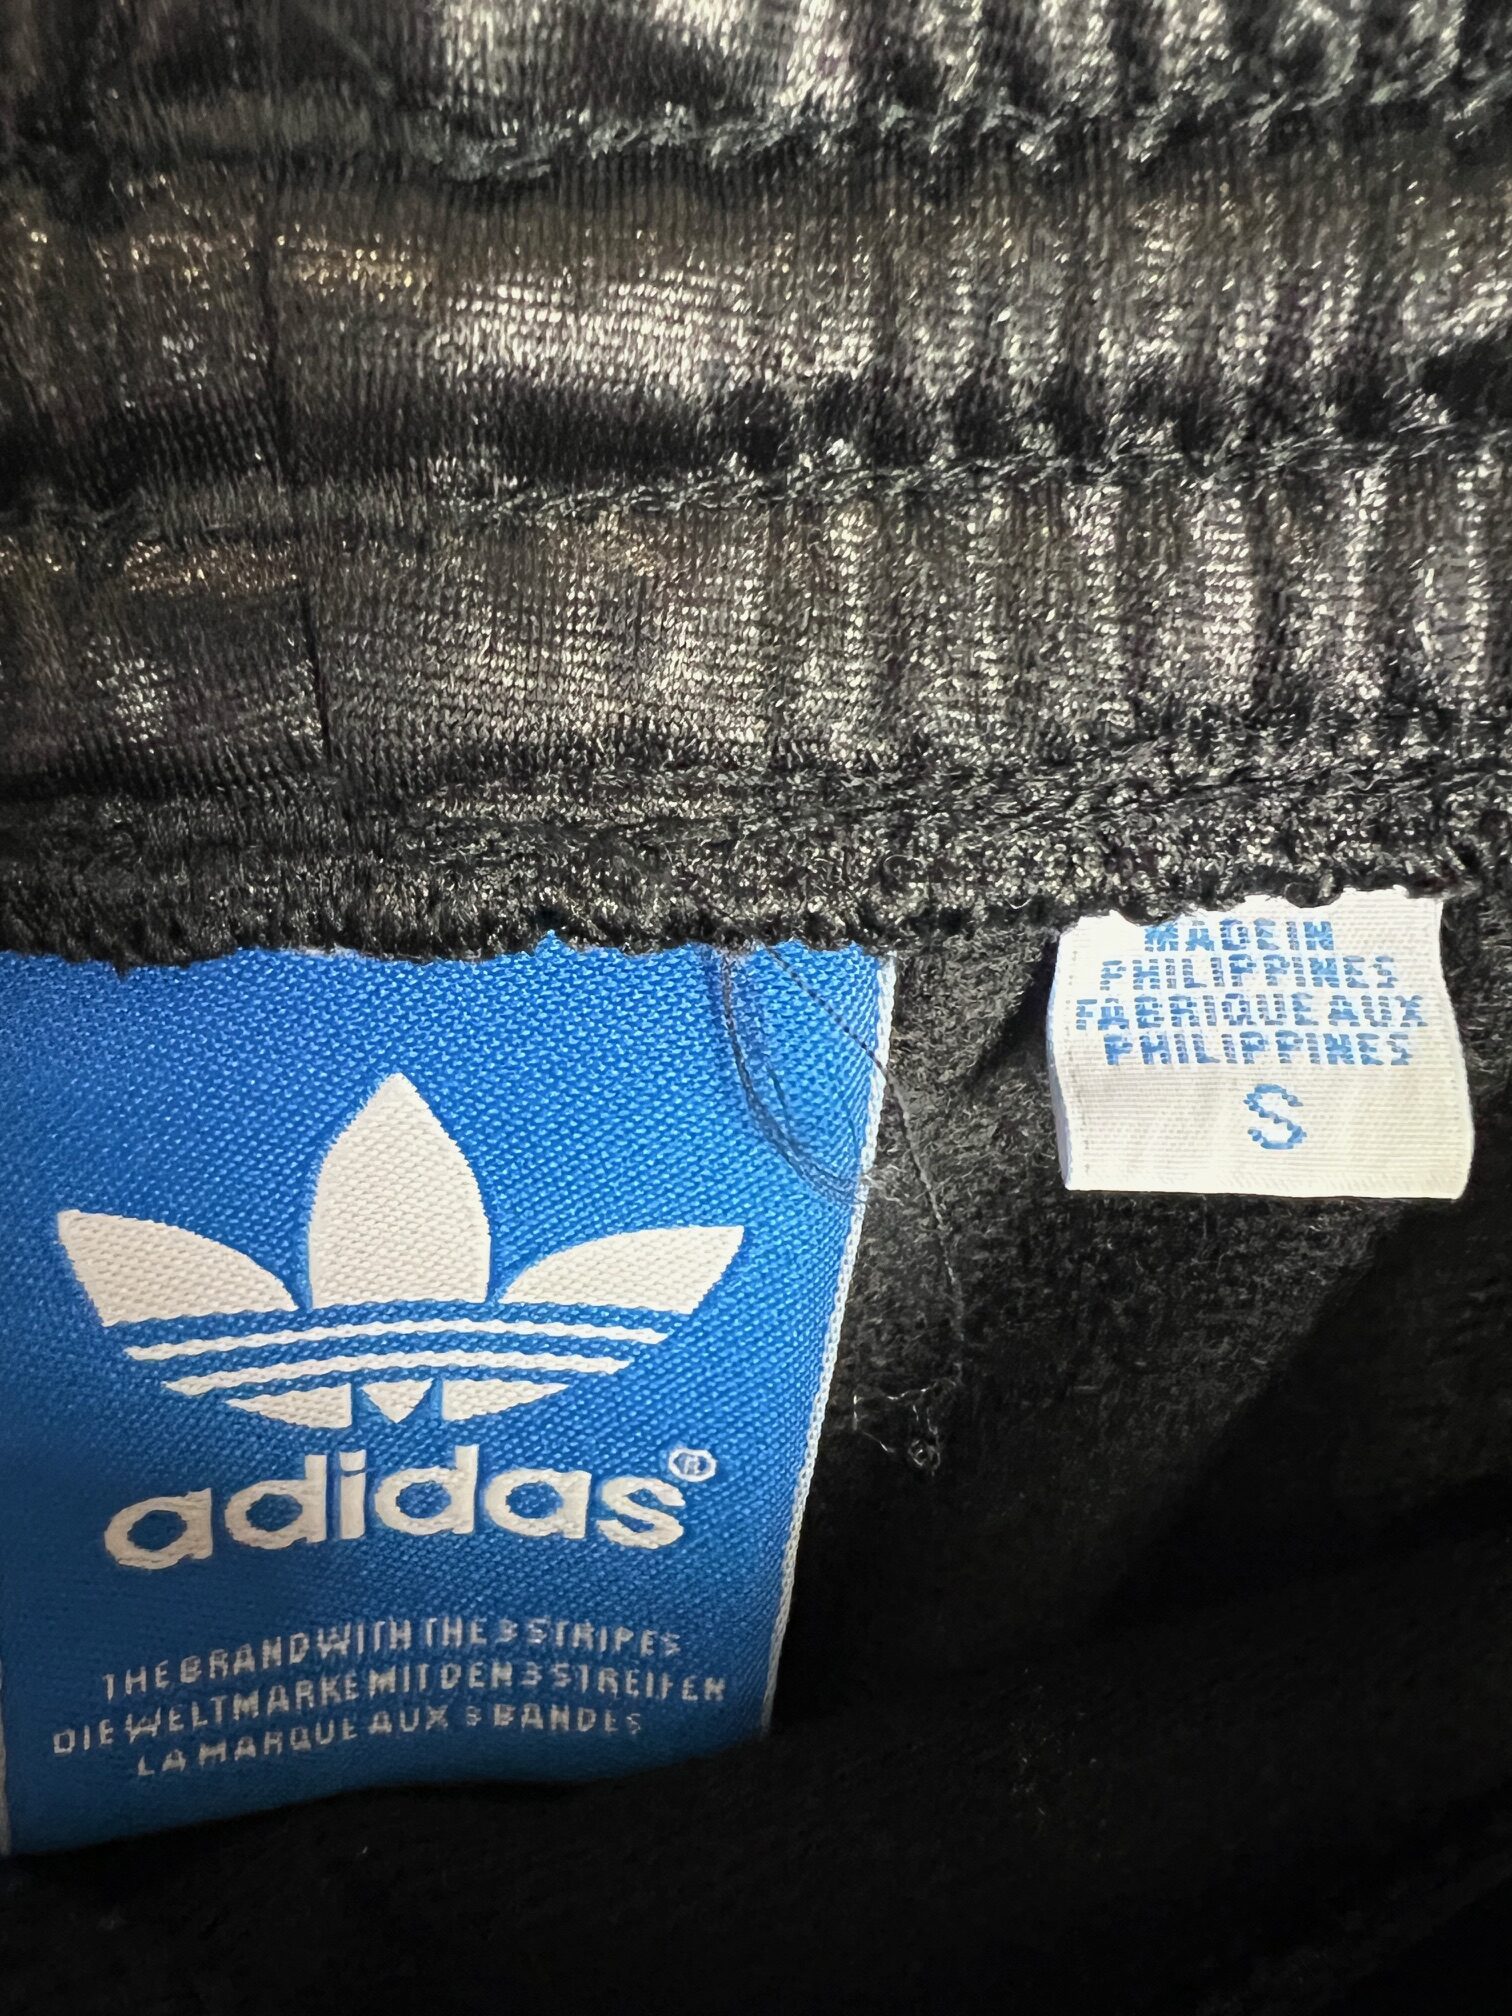 adidas®
THE BRAND WITH THE 3 STRIPES
DIE WELTMARKE MIT DEN 3 STREIFEN
LA MARQUE AUX 3 BANDES
MADE IN
PHILIPPINES
FABRIQUE AUX
PHILIPPINES
S